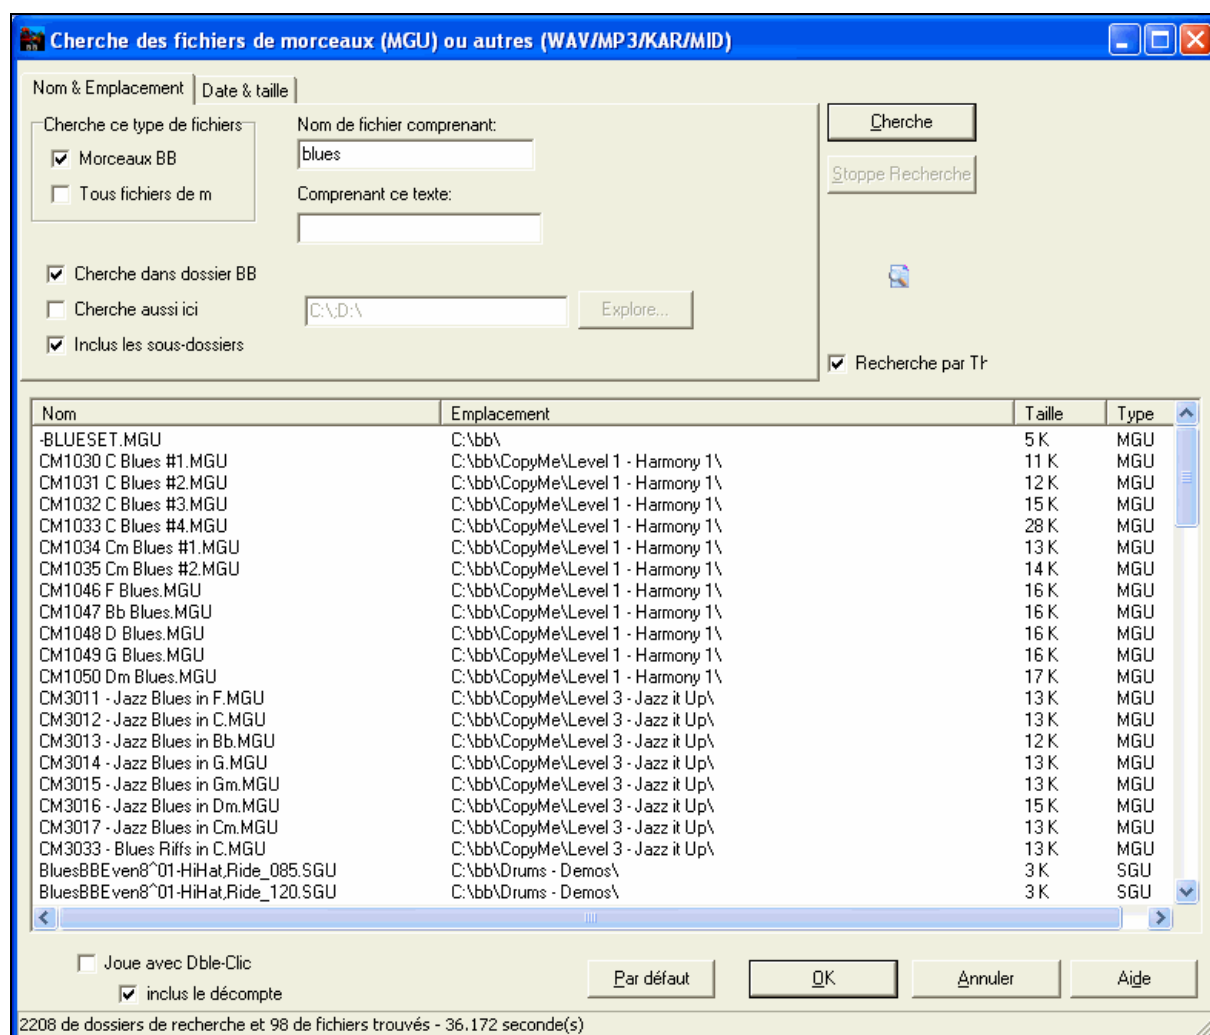 Cherche des fichiers de morceaux (MGU) ou autres (WAV/MP3/KAR/MID)
Nom & Emplacement Date & taille
Cherche ce type de fichiers Nom de fichier comprenant: Cherche
Morceaux BB blues
Stoppe Recherche
Tous fichiers de m Comprenant ce texte:
Cherche dans dossier BB
Cherche aussi ici C:\;D:\ Explore...
Inclus les sous-dossiers
Recherche par Th
Nom Emplacement Taille Type
-BLUESET.MGU C:\bb\ 5 K MGU
CM1030 C Blues #1.MGU C:\bb\CopyMe\Level 1 - Harmony 1\ 11 K MGU
CM1031 C Blues #2.MGU C:\bb\CopyMe\Level 1 - Harmony 1\ 12 K MGU
CM1032 C Blues #3.MGU C:\bb\CopyMe\Level 1 - Harmony 1\ 15 K MGU
CM1033 C Blues #4.MGU C:\bb\CopyMe\Level 1 - Harmony 1\ 28 K MGU
CM1034 Cm Blues #1.MGU C:\bb\CopyMe\Level 1 - Harmony 1\ 13 K MGU
CM1035 Cm Blues #2.MGU C:\bb\CopyMe\Level 1 - Harmony 1\ 14 K MGU
CM1046 F Blues.MGU C:\bb\CopyMe\Level 1 - Harmony 1\ 16 K MGU
CM1047 Bb Blues.MGU C:\bb\CopyMe\Level 1 - Harmony 1\ 16 K MGU
CM1048 D Blues.MGU C:\bb\CopyMe\Level 1 - Harmony 1\ 16 K MGU
CM1049 G Blues.MGU C:\bb\CopyMe\Level 1 - Harmony 1\ 16 K MGU
CM1050 Dm Blues.MGU C:\bb\CopyMe\Level 1 - Harmony 1\ 17 K MGU
CM3011 - Jazz Blues in F.MGU C:\bb\CopyMe\Level 3 - Jazz it Up\ 13 K MGU
CM3012 - Jazz Blues in C.MGU C:\bb\CopyMe\Level 3 - Jazz it Up\ 13 K MGU
CM3013 - Jazz Blues in Bb.MGU C:\bb\CopyMe\Level 3 - Jazz it Up\ 12 K MGU
CM3014 - Jazz Blues in G.MGU C:\bb\CopyMe\Level 3 - Jazz it Up\ 13 K MGU
CM3015 - Jazz Blues in Gm.MGU C:\bb\CopyMe\Level 3 - Jazz it Up\ 13 K MGU
CM3016 - Jazz Blues in Dm.MGU C:\bb\CopyMe\Level 3 - Jazz it Up\ 15 K MGU
CM3017 - Jazz Blues in Cm.MGU C:\bb\CopyMe\Level 3 - Jazz it Up\ 13 K MGU
CM3033 - Blues Riffs in C.MGU C:\bb\CopyMe\Level 3 - Jazz it Up\ 13 K MGU
BluesBBEven8^01-HiHat,Ride_085.SGU C:\bb\Drums - Demos\ 3 K SGU
BluesBBEven8^01-HiHat,Ride_120.SGU C:\bb\Drums - Demos\ 3 K SGU
Joue avec Dble-Clic
Par défaut OK Annuler Aide
inclus le décompte
2208 de dossiers de recherche et 98 de fichiers trouvés - 36.172 seconde(s)